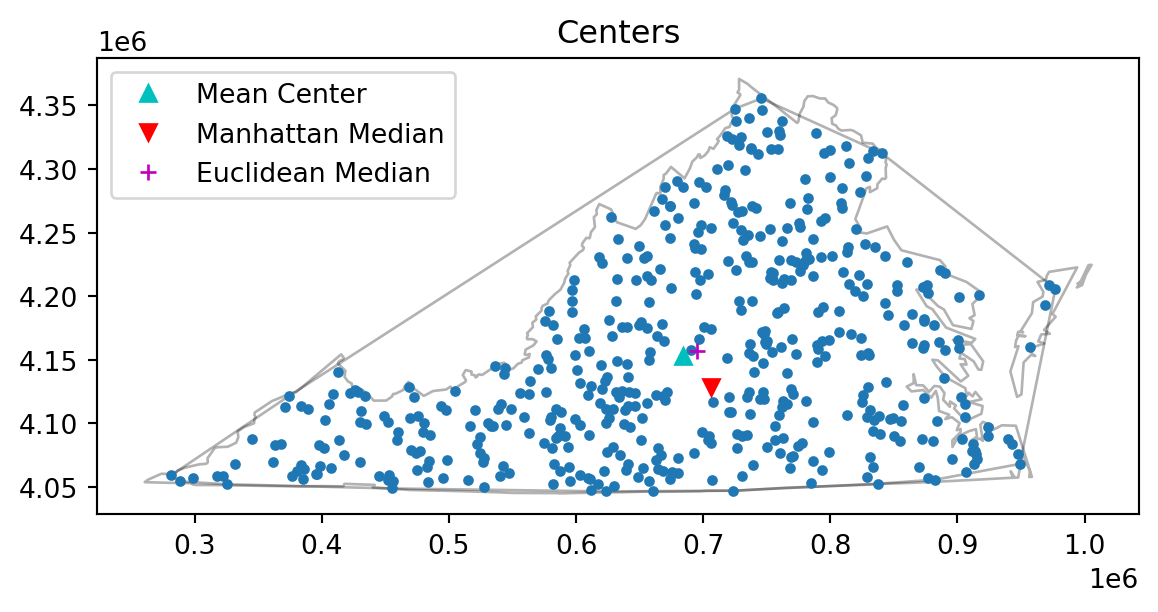 Centers
1e6
Mean Center
Manhattan Median
Euclidean Median
4.35
4.30
4.25
4.20
4.15
4.10
4.05
0.3 0.4 0.5 0.6 0.7 0.8 0.9 1.0
1e6